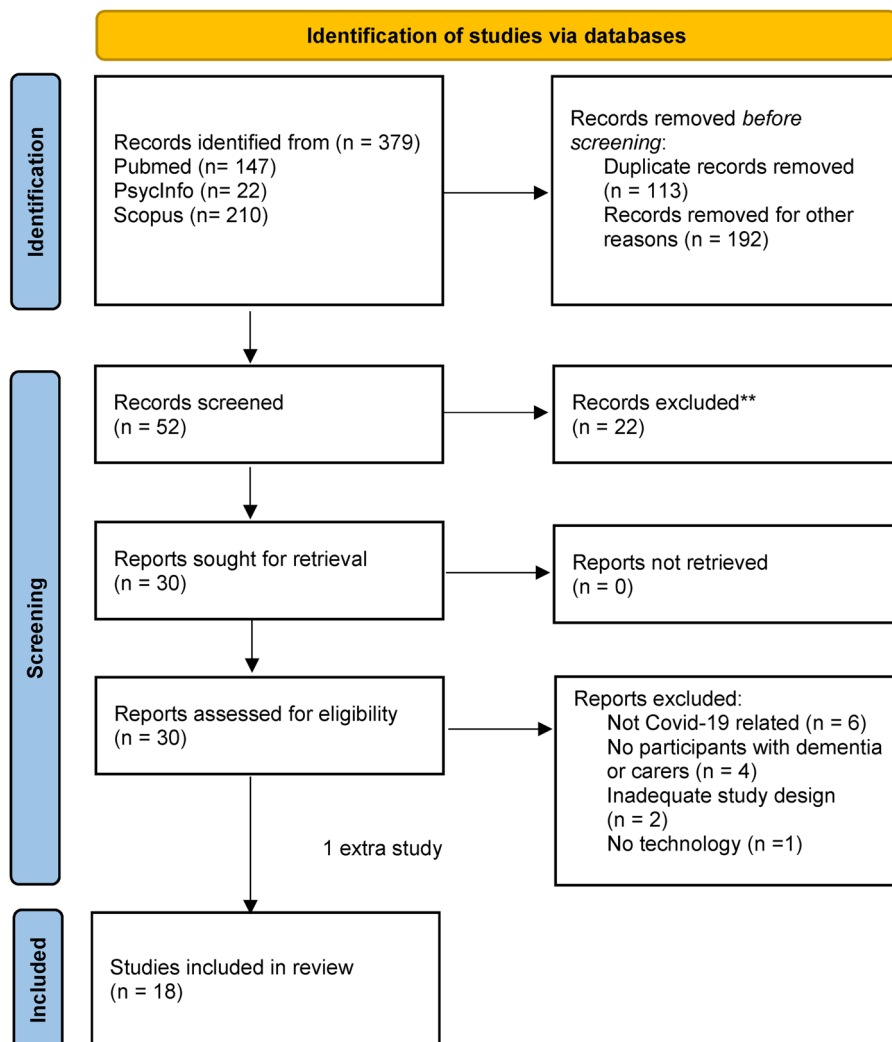 Identification of studies via databases
Identification
Records identified from (n = 379)
Pubmed (n= 147)
PsycInfo (n= 22)
Scopus (n= 210)
Records removed before
screening:
Duplicate records removed
(n = 113)
Records removed for other
reasons (n = 192)
Screening
Records screened
(n = 52)
Records excluded**
(n = 22)
Reports sought for retrieval
(n = 30)
Reports not retrieved
(n = 0)
Reports assessed for eligibility
(n = 30)
Reports excluded:
Not Covid-19 related (n = 6)
No participants with dementia
or carers (n = 4)
Inadequate study design
(n = 2)
No technology (n =1)
1 extra study
Included
Studies included in review
(n = 18)